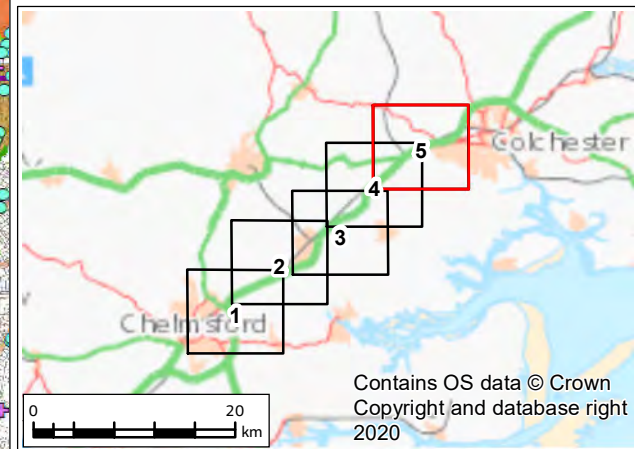 5
Colchester
4
3
2
1
Chelmsford
Contains OS data © Crown
Copyright and database right
2020
0 20
km